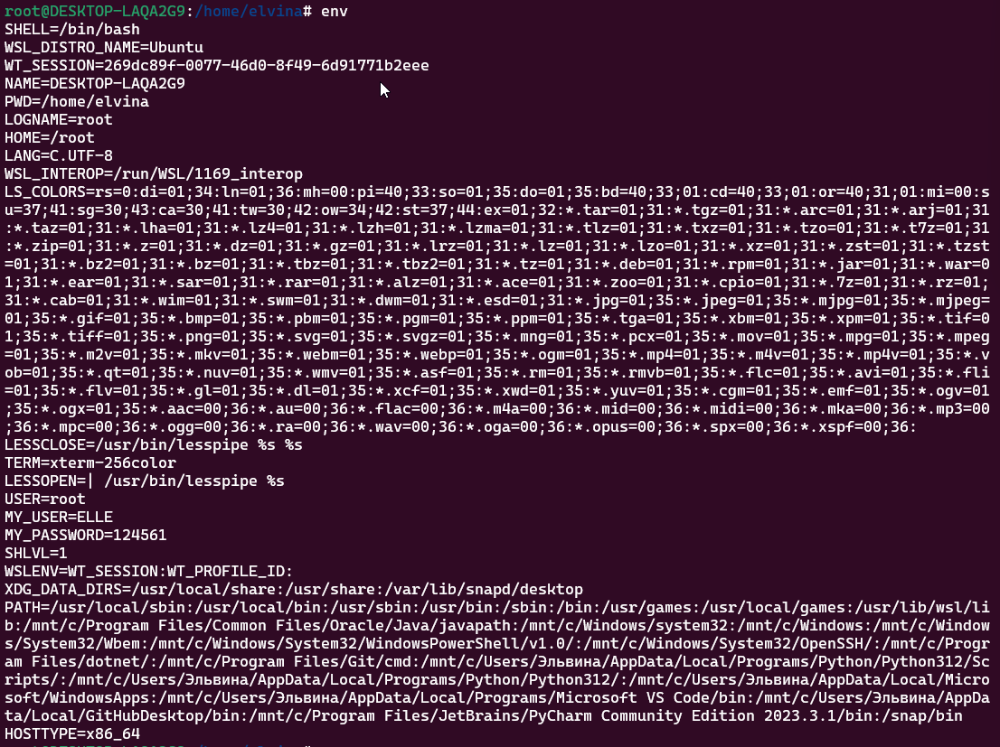 root@DESKTOP-LAQA2G9:/home/elvina# env
SHELL=/bin/bash
WSL_DISTRO_NAME=Ubuntu
WT_SESSION=269dc89f-0077-46d0-8f49-6d91771b2eee
NAME=DESKTOP-LAQA2G9
PWD=/home/elvina
LOGNAME=root
HOME=/root
LANG=C.UTF-8
WSL_INTEROP=/run/WSL/1169_interop
LS_COLORS=rs=0:di=01;34:ln=01;36:mh=00:pi=40;33:so=01;35:do=01;35:bd=40;33;01:cd=40;33;01:or=40;31;01:mi=00:s
u=37;41:sg=30;43:ca=30;41:tw=30;42:ow=34;42:st=37;44:ex=01;32:*.tar=01;31:*.tgz=01;31:*.arc=01;31:*.arj=01;31
:*.taz=01;31:*.lha=01;31:*.lz4=01;31:*.lzh=01;31:*.lzma=01;31:*.tlz=01;31:*.txz=01;31:*.tzo=01;31:*.t7z=01;31
:*.zip=01;31:*.z=01;31:*.dz=01;31:*.gz=01;31:*.lrz=01;31:*.lz=01;31:*.lzo=01;31:*.xz=01;31:*.zst=01;31:*.tzst
=01;31:*.bz2=01;31:*.bz=01;31:*.tbz=01;31:*.tbz2=01;31:*.tz=01;31:*.deb=01;31:*.rpm=01;31:*.jar=01;31:*.war=0
1;31:*.ear=01;31:*.sar=01;31:*.rar=01;31:*.alz=01;31:*.ace=01;31:*.zoo=01;31:*.cpio=01;31:*.7z=01;31:*.rz=01;
31:*.cab=01;31:*.wim=01;31:*.swm=01;31:*.dwm=01;31:*.esd=01;31:*.jpg=01;35:*.jpeg=01;35:*.mjpg=01;35:*.mjpeg=
01;35:*.gif=01;35:*.bmp=01;35:*.pbm=01;35:*.pgm=01;35:*.ppm=01;35:*.tga=01;35:*.xbm=01;35:*.xpm=01;35:*.tif=0
1;35:*.tiff=01;35:*.png=01;35:*.svg=01;35:*.svgz=01;35:*.mng=01;35:*.pcx=01;35:*.mov=01;35:*.mpg=01;35:*.mpeg
=01;35:*.m2v=01;35:*.mkv=01;35:*.webm=01;35:*.webp=01;35:*.ogm=01;35:*.mp4=01;35:*.m4v=01;35:*.mp4v=01;35:*.v
ob=01;35:*.qt=01;35:*.nuv=01;35:*.wmv=01;35:*.asf=01;35:*.rm=01;35:*.rmvb=01;35:*.flc=01;35:*.avi=01;35:*.fli
=01;35:*.flv=01;35:*.gl=01;35:*.dl=01;35:*.xcf=01;35:*.xwd=01;35:*.yuv=01;35:*.cgm=01;35:*.emf=01;35:*.ogv=01
;35:*.ogx=01;35:*.aac=00;36:*.au=00;36:*.flac=00;36:*.m4a=00;36:*.mid=00;36:*.midi=00;36:*.mka=00;36:*.mp3=00
;36:*.mpc=00;36:*.ogg=00;36:*.ra=00;36:*.wav=00;36:*.oga=00;36:*.opus=00;36:*.spx=00;36:*.xspf=00;36:
LESSCLOSE=/usr/bin/lesspipe %s %s
TERM=xterm-256color
LESSOPEN=| /usr/bin/lesspipe %s
USER=root
MY_USER=ELLE
MY_PASSWORD=124561
SHLVL=1
WSLENV=WT_SESSION:WT_PROFILE_ID:
XDG_DATA_DIRS=/usr/local/share:/usr/share:/var/lib/snapd/desktop
PATH=/usr/local/sbin:/usr/local/bin:/usr/sbin:/usr/bin:/sbin:/bin:/usr/games:/usr/local/games:/usr/lib/wsl/li
b:/mnt/c/Program Files/Common Files/Oracle/Java/javapath:/mnt/c/Windows/system32:/mnt/c/Windows:/mnt/c/Window
s/System32/Wbem:/mnt/c/Windows/System32/WindowsPowerShell/v1.0/:/mnt/c/Windows/System32/OpenSSH/:/mnt/c/Progr
am Files/dotnet/:/mnt/c/Program Files/Git/cmd:/mnt/c/Users/Эльвина/AppData/Local/Programs/Python/Python312/Sc
ripts/:/mnt/c/Users/Эльвина/AppData/Local/Programs/Python/Python312/:/mnt/c/Users/Эльвина/AppData/Local/Micro
soft/WindowsApps:/mnt/c/Users/Эльвина/AppData/Local/Programs/Microsoft VS Code/bin:/mnt/c/Users/Эльвина/AppDa
ta/Local/GitHubDesktop/bin:/mnt/c/Program Files/JetBrains/PyCharm Community Edition 2023.3.1/bin:/snap/bin
HOSTTYPE=x86_64